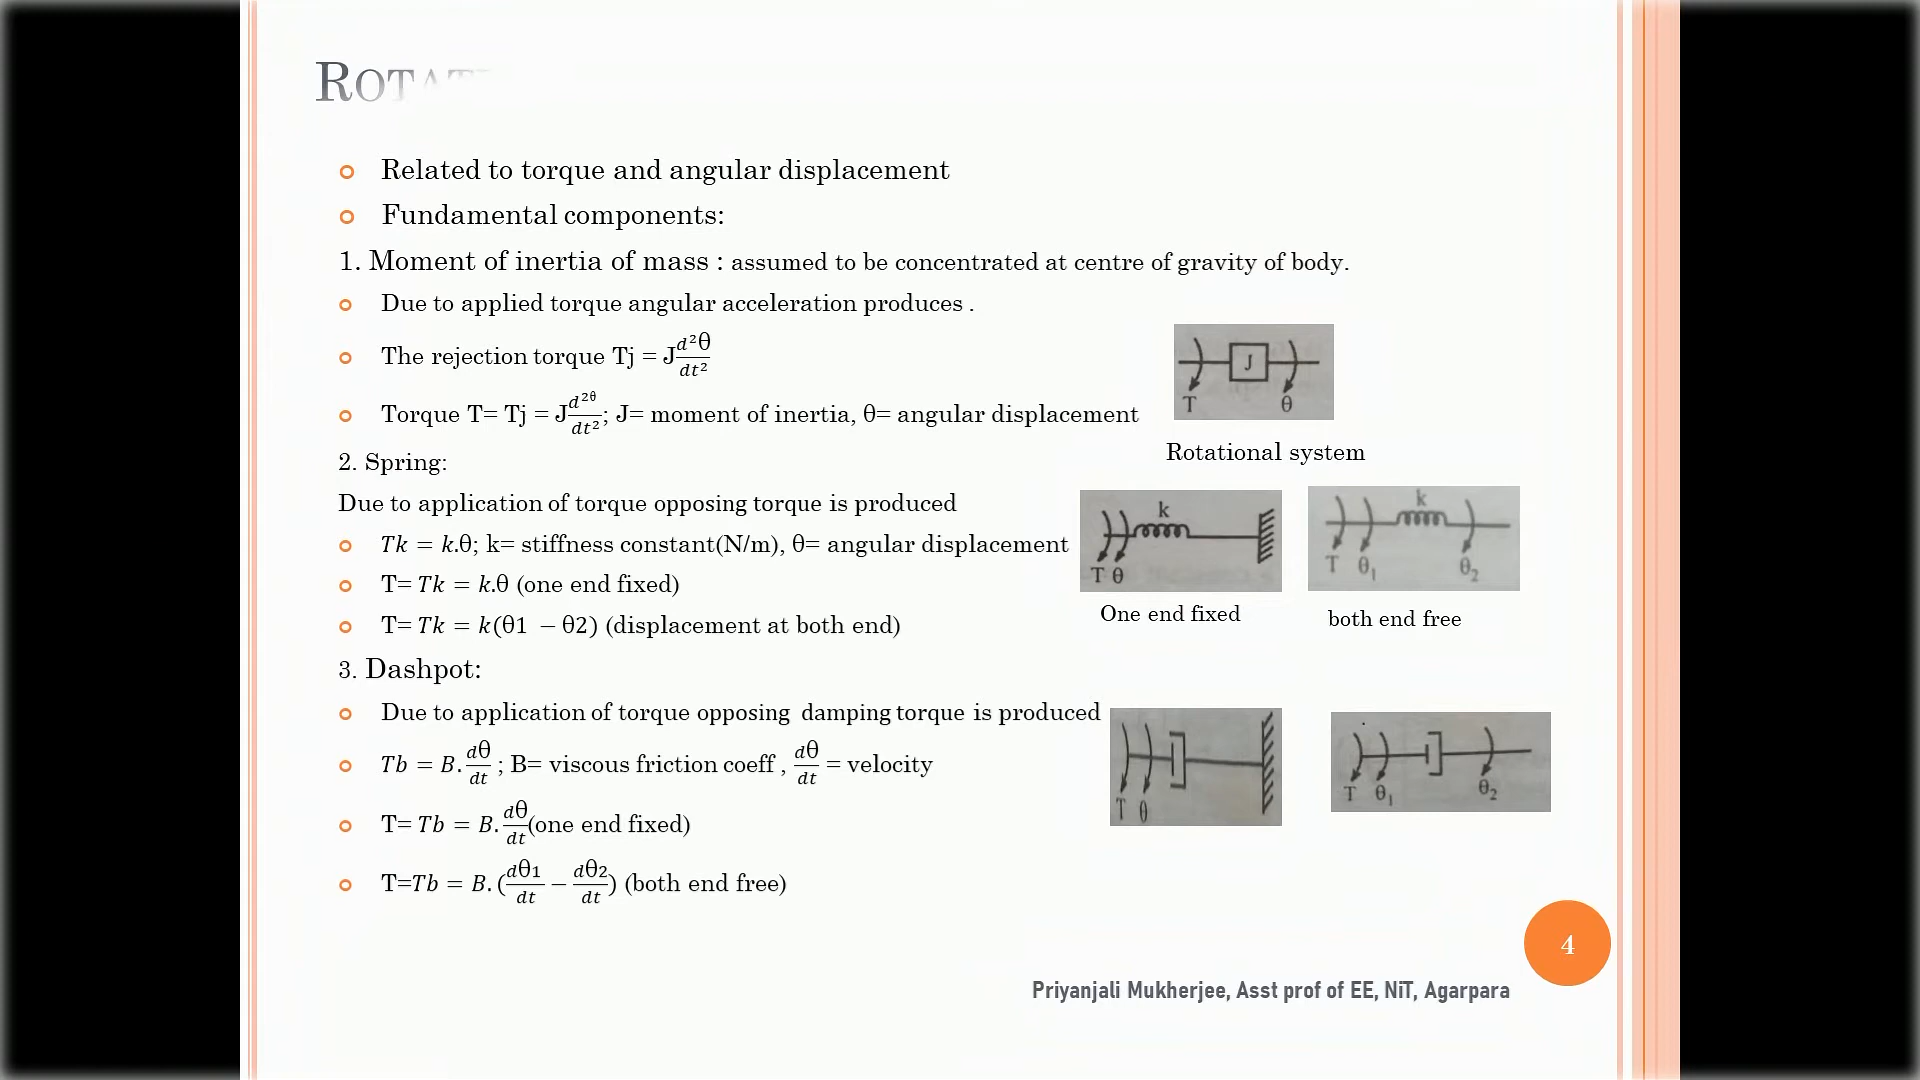 Related to torque and angular displacement
Fundamental components:
1. Moment of inertia of mass : assumed to be concentrated at centre of gravity of body.
Due to applied torque angular acceleration produces .
The rejection torque Tj = J d²θ/dt²
Torque T= Tj = J d²θ/dt²; J= moment of inertia, θ= angular displacement
J
T θ
Rotational system
2. Spring:
Due to application of torque opposing torque is produced
Tk = k.θ; k= stiffness constant(N/m), θ= angular displacement
T= Tk = k.θ (one end fixed)
T= Tk = k(θ1 − θ2) (displacement at both end)
k
T θ
One end fixed
k
T θ₁ θ₂
both end free
3. Dashpot:
Due to application of torque opposing damping torque is produced
Tb = B. dθ/dt ; B= viscous friction coeff , dθ/dt = velocity
T= Tb = B. dθ/dt (one end fixed)
T=Tb = B. (dθ1/dt − dθ2/dt) (both end free)
T θ
T θ₁ θ₂
4
Priyanjali Mukherjee, Asst prof of EE, NiT, Agarpara